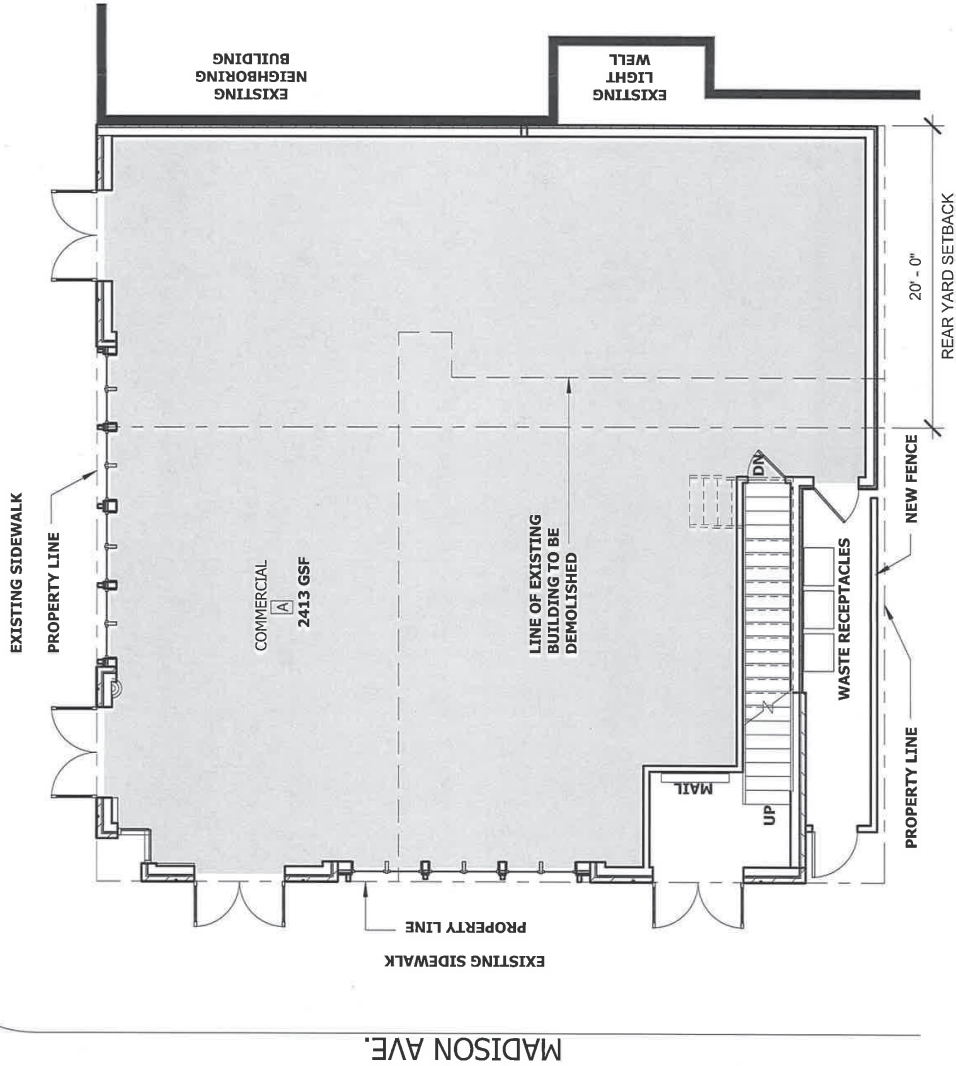 EXISTING
NEIGHBORING
BUILDING
EXISTING
LIGHT
WELL
EXISTING SIDEWALK
PROPERTY LINE
COMMERCIAL
A
2413 GSF
LINE OF EXISTING
BUILDING TO BE
DEMOLISHED
20' - 0"
REAR YARD SETBACK
DN
NEW FENCE
WASTE RECEPTACLES
MAIL
UP
PROPERTY LINE
PROPERTY LINE
EXISTING SIDEWALK
MADISON AVE.